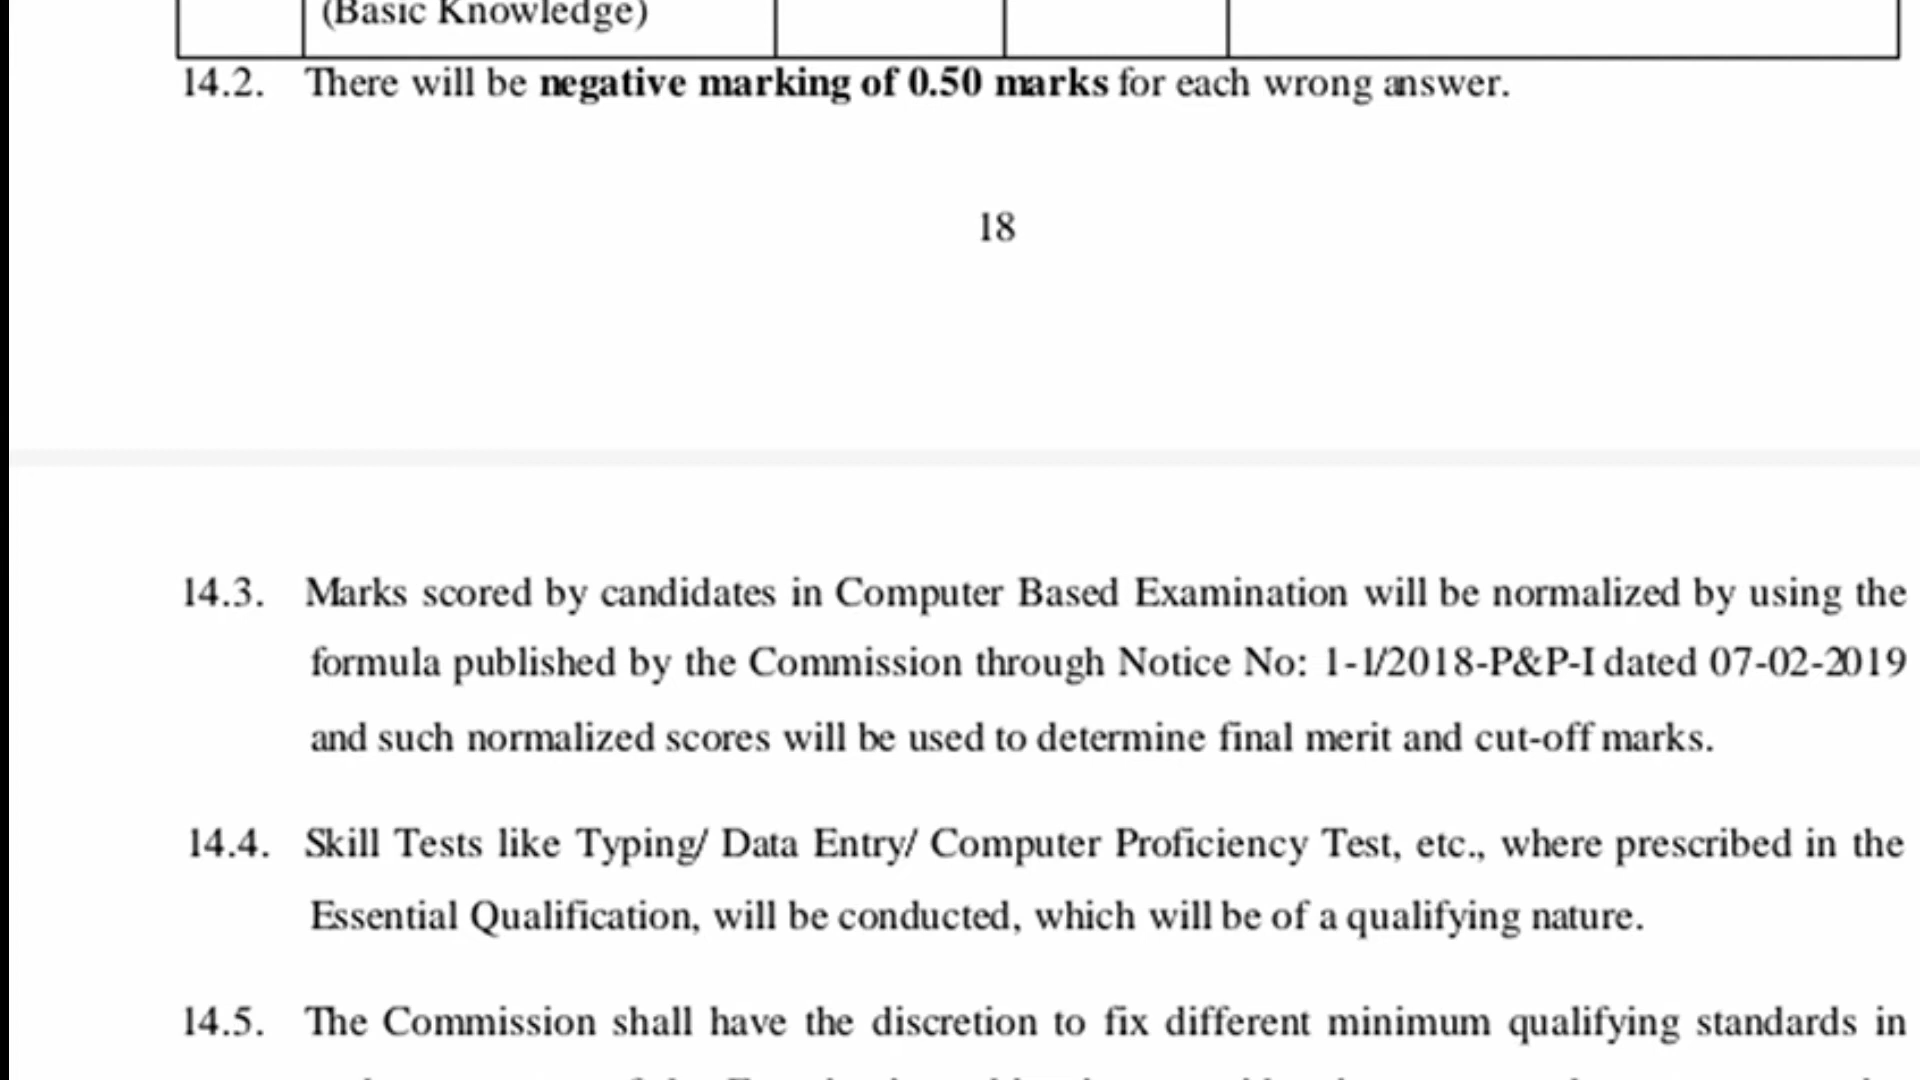 (Basic Knowledge)
14.2. There will be negative marking of 0.50 marks for each wrong answer.
18
14.3. Marks scored by candidates in Computer Based Examination will be normalized by using the
formula published by the Commission through Notice No: 1-1/2018-P&P-I dated 07-02-2019
and such normalized scores will be used to determine final merit and cut-off marks.
14.4. Skill Tests like Typing/ Data Entry/ Computer Proficiency Test, etc., where prescribed in the
Essential Qualification, will be conducted, which will be of a qualifying nature.
14.5. The Commission shall have the discretion to fix different minimum qualifying standards in